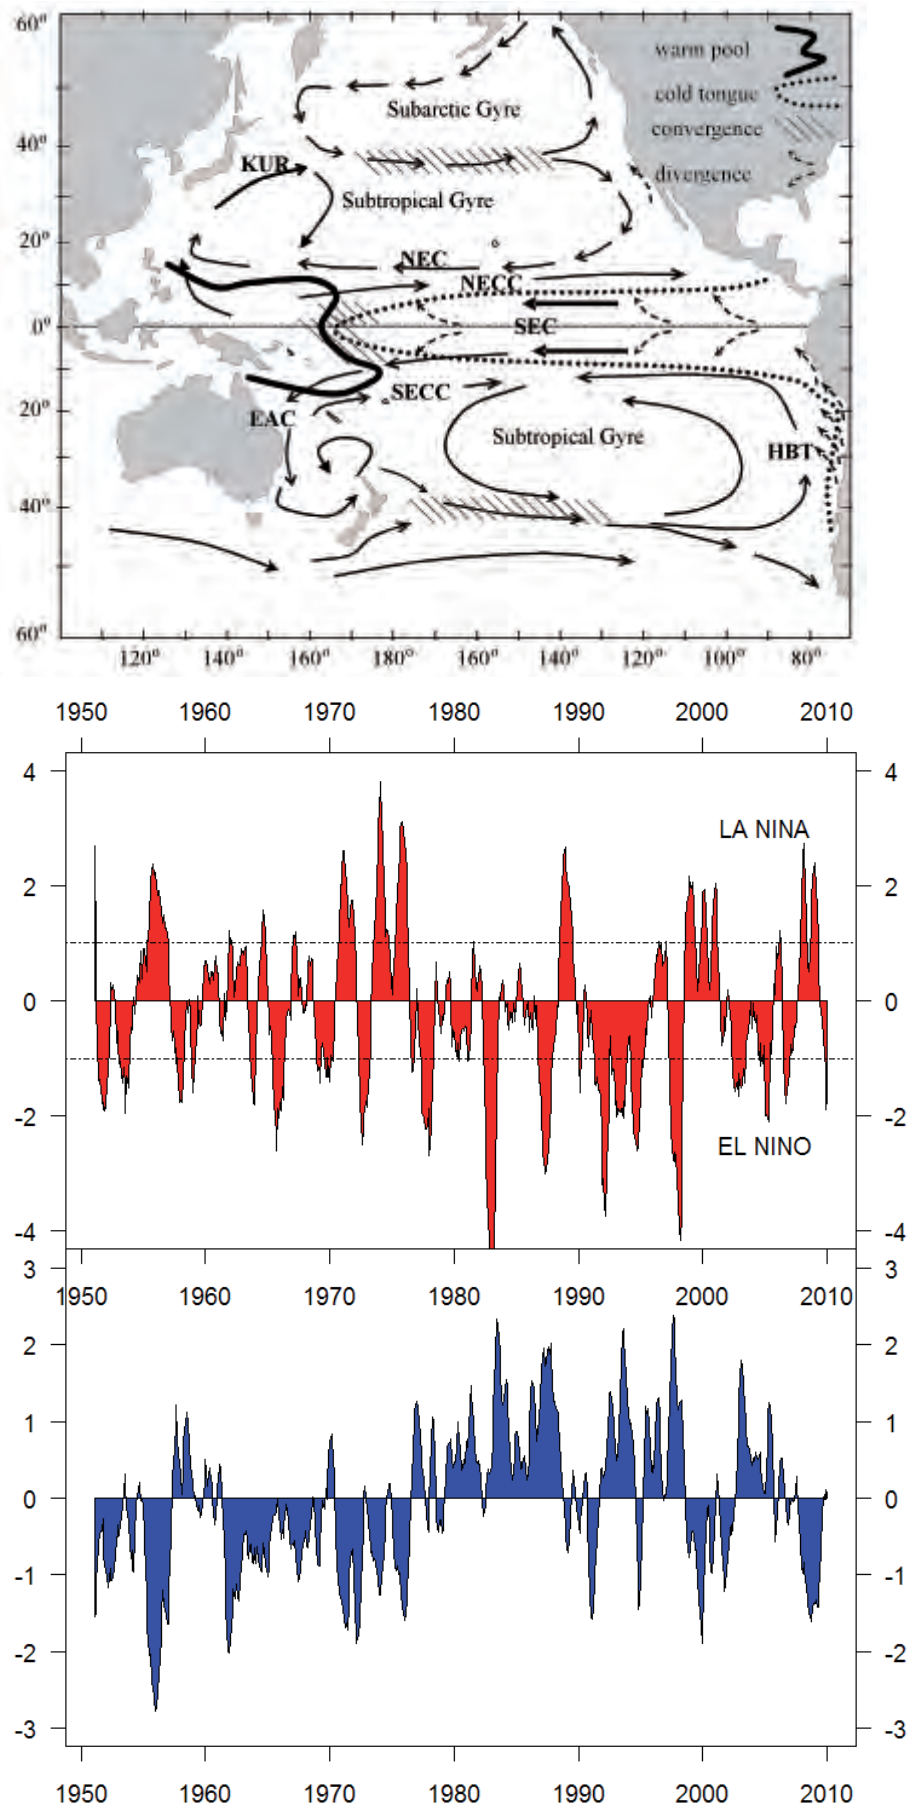 60°
warm pool
cold tongue
Subarctic Gyre
convergence
40°
KUR
divergence
Subtropical Gyre
20°
NEC
NECC
0°
SEC
SECC
20°
EAC
Subtropical Gyre
HBT
40°
60°
120° 140° 160° 180° 160° 140° 120° 100° 80°
1950 1960 1970 1980 1990 2000 2010
4 4
LA NINA
2 2
0 0
-2 -2
EL NINO
-4 -4
3 3
1950 1960 1970 1980 1990 2000 2010
2 2
1 1
0 0
-1 -1
-2 -2
-3 -3
1950 1960 1970 1980 1990 2000 2010